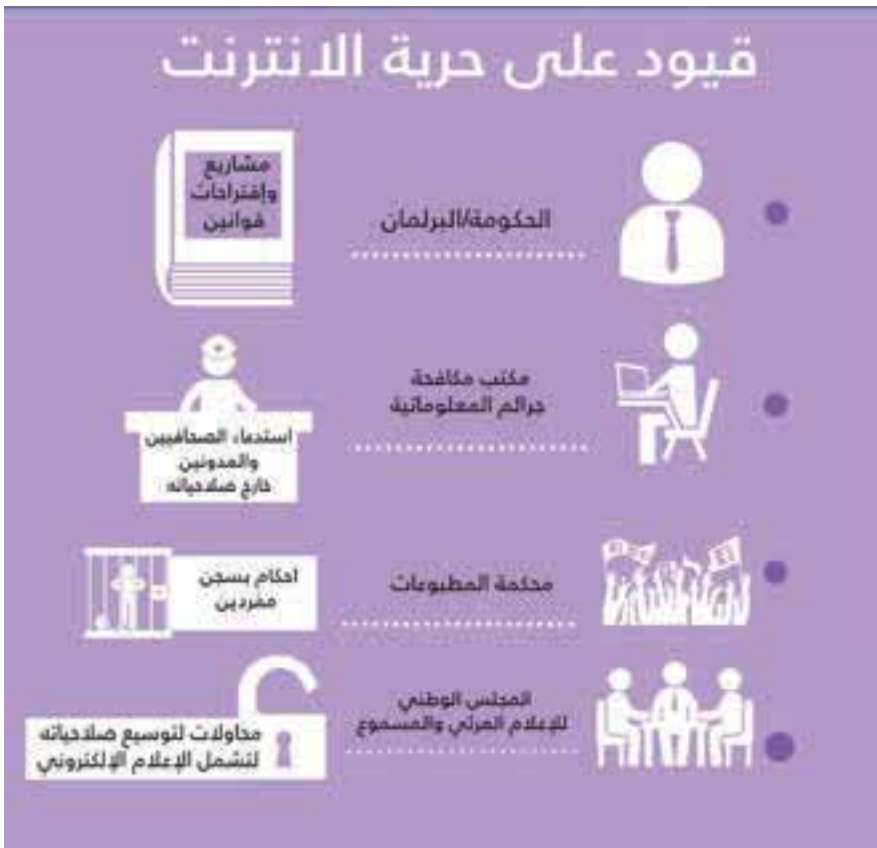 قيود على حرية الانترنت
الحكومة/البرلمان
مشاريع
وإقتراحات
قوانين
مكتب مكافحة
جرائم المعلوماتية
استدعاء الصحافيين
والمدونين
خارج صلاحياته
محكمة المطبوعات
احكام بسجن
مغردين
المجلس الوطني
للإعلام المرئي والمسموع
محاولات لتوسيع صلاحياته
لتشمل الإعلام الإلكتروني